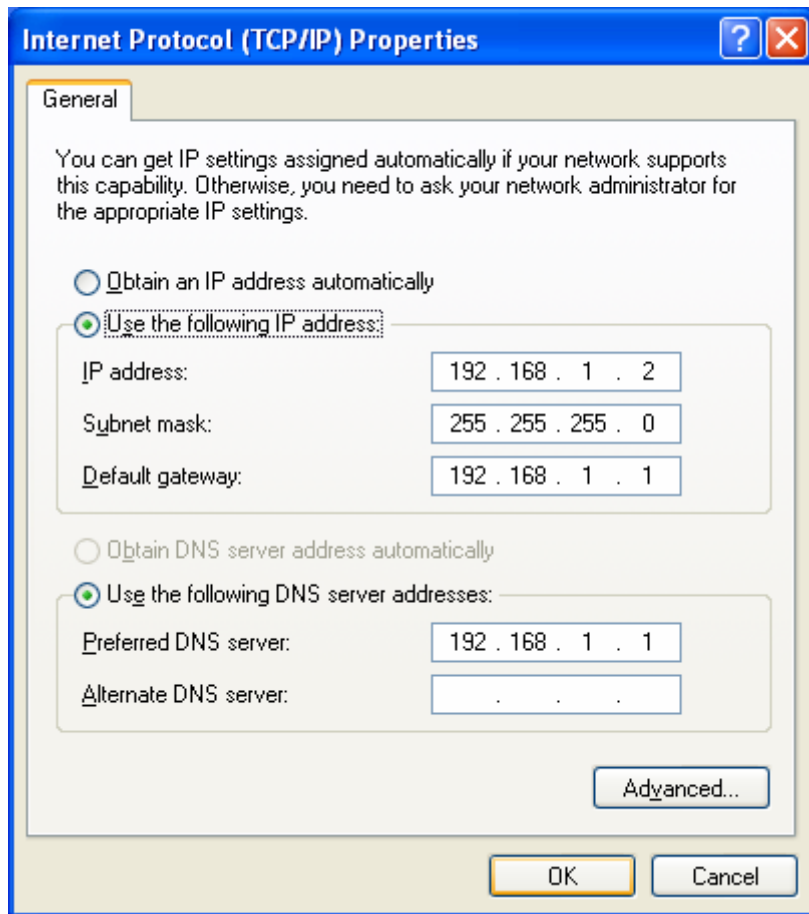 Internet Protocol (TCP/IP) Properties
General
You can get IP settings assigned automatically if your network supports
this capability. Otherwise, you need to ask your network administrator for
the appropriate IP settings.
Obtain an IP address automatically
Use the following IP address:
IP address: 192 . 168 . 1 . 2
Subnet mask: 255 . 255 . 255 . 0
Default gateway: 192 . 168 . 1 . 1
Obtain DNS server address automatically
Use the following DNS server addresses:
Preferred DNS server: 192 . 168 . 1 . 1
Alternate DNS server: . . .
Advanced...
OK Cancel